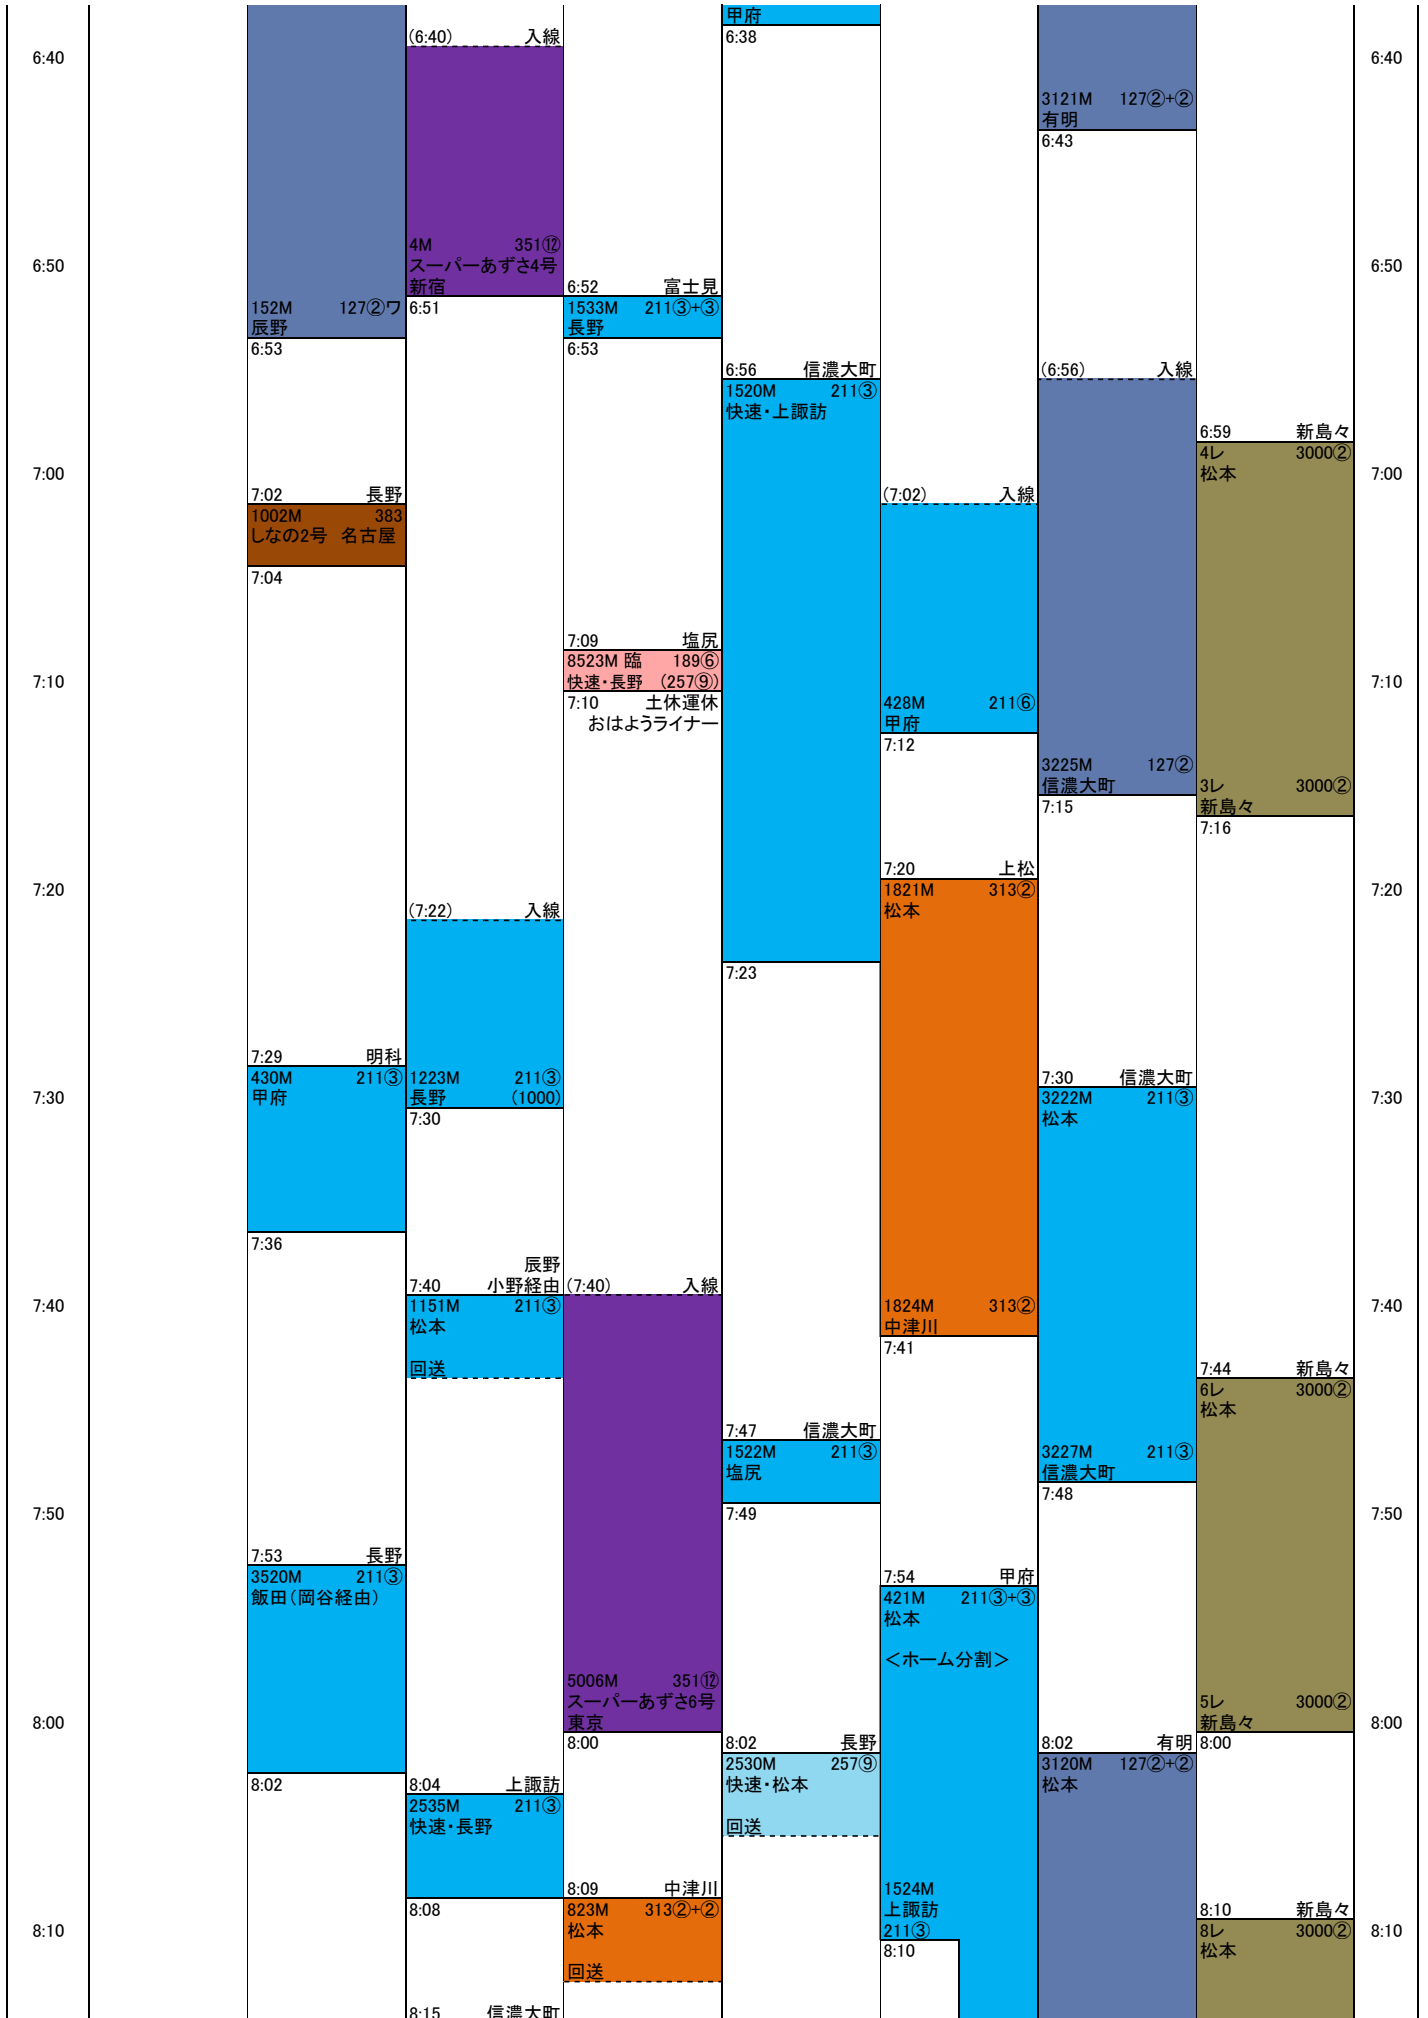 甲府
(6:40) 入線 6:38
6:40 6:40
3121M 127②+②
有明
6:43
4M 351⑫
6:50 スーパーあずさ4号 6:50
新宿 6:52 富士見
152M 127②ワ 6:51 1533M 211③+③
辰野 長野
6:53 6:53
6:56 信濃大町 (6:56) 入線
1520M 211③
快速・上諏訪
6:59 新島々
4レ 3000②
7:00 松本 7:00
7:02 長野 (7:02) 入線
1002M 383
しなの2号 名古屋
7:04
7:09 塩尻
8523M 臨 189⑥
7:10 快速・長野 (257⑨) 7:10
7:10 土休運休 428M 211⑥
おはようライナー 甲府
7:12
3225M 127②
信濃大町 3レ 3000②
7:15 新島々
7:16
7:20 上松
7:20 1821M 313② 7:20
(7:22) 入線 松本
7:23
7:29 明科
430M 211③ 1223M 211③ 7:30 信濃大町
7:30 甲府 長野 (1000) 3222M 211③ 7:30
7:30 松本
7:36
辰野
7:40 小野経由 (7:40) 入線
7:40 1151M 211③ 1824M 313② 7:40
松本 中津川
7:41
回送 7:44 新島々
6レ 3000②
松本
7:47 信濃大町
1522M 211③ 3227M 211③
塩尻 信濃大町
7:48
7:50 7:49 7:50
7:53 長野
3520M 211③ 7:54 甲府
飯田(岡谷経由) 421M 211③+③
松本
<ホーム分割>
5006M 351⑫
スーパーあずさ6号 5レ 3000②
8:00 東京 新島々 8:00
8:00 8:02 長野 8:02 有明 8:00
2530M 257⑨ 3120M 127②+②
8:02 8:04 上諏訪 快速・松本 松本
2535M 211③
快速・長野 回送
8:09 中津川 1524M
8:08 823M 313②+② 上諏訪 8:10 新島々
8:10 松本 211③ 8レ 3000② 8:10
8:10 松本
回送
8:15 信濃大町